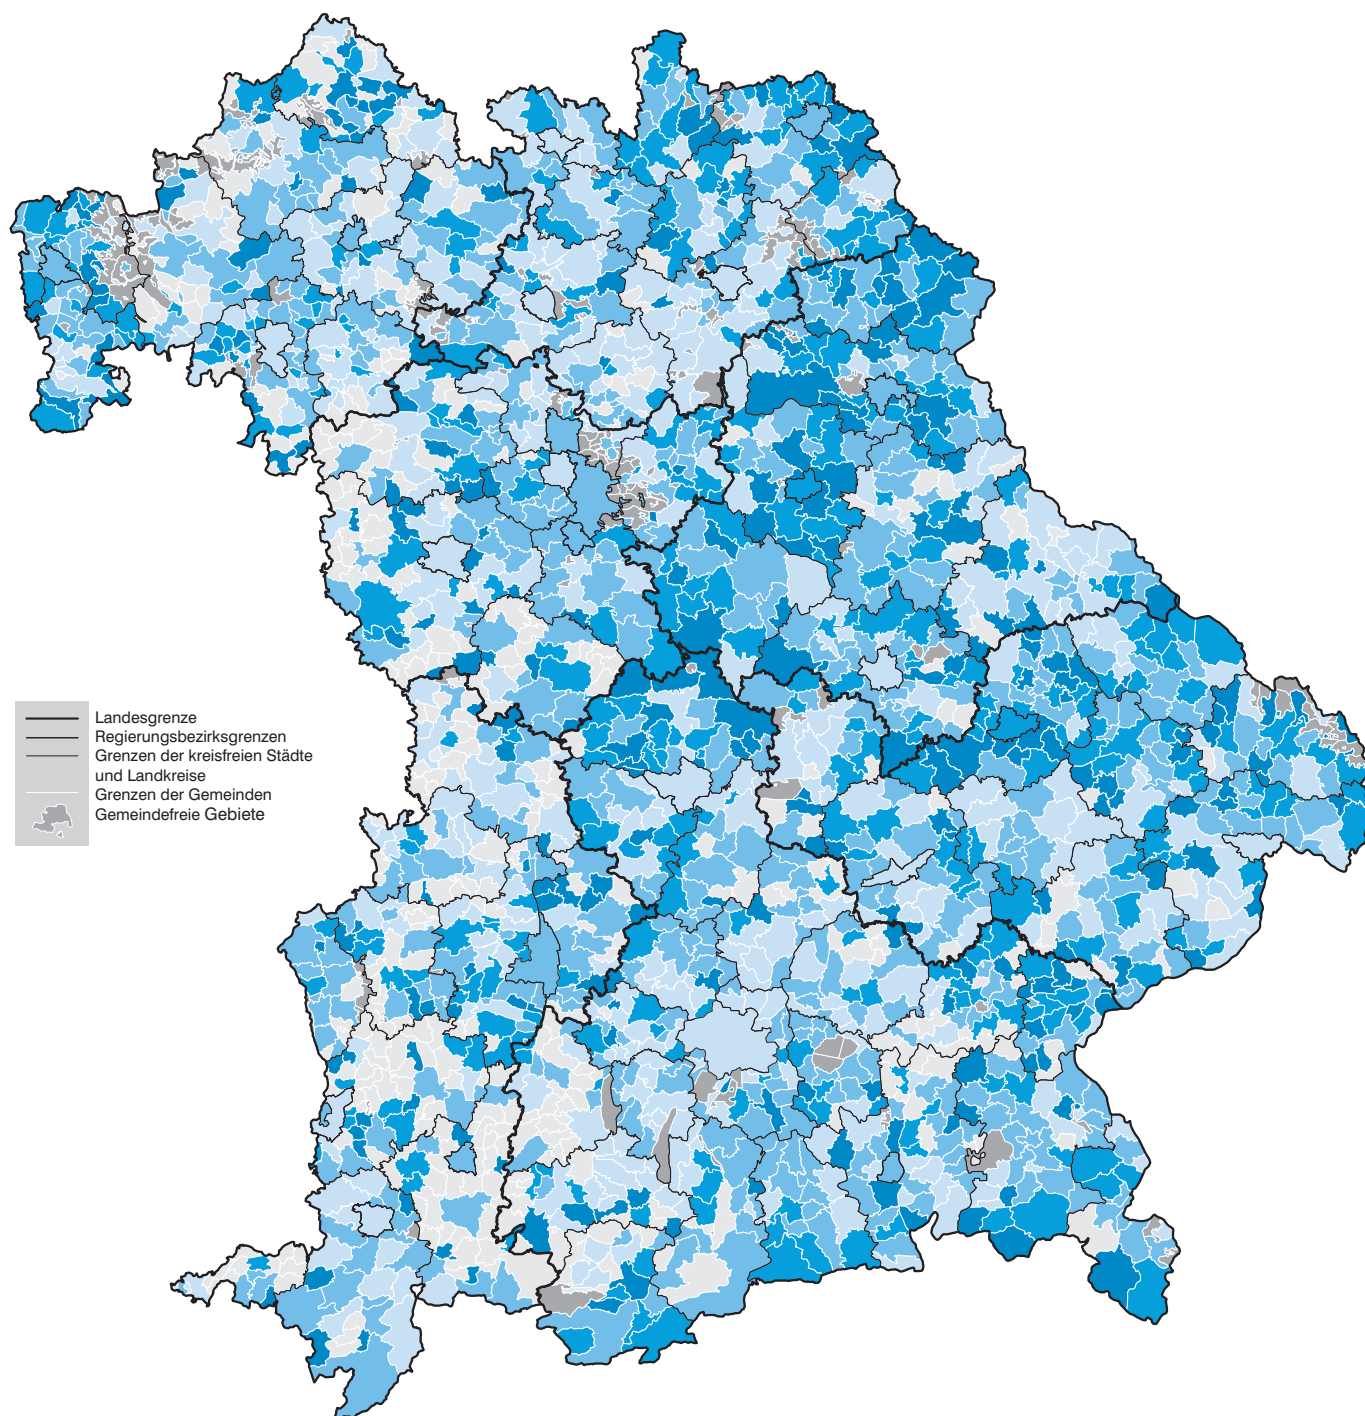 Landesgrenze
Regierungsbezirksgrenzen
Grenzen der kreisfreien Städte
und Landkreise
Grenzen der Gemeinden
Gemeindefreie Gebiete